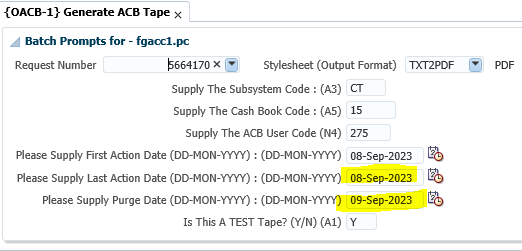 {OACB-1} Generate ACB Tape
Batch Prompts for - fgacc1.pc
Request Number 5664170 Stylesheet (Output Format) TXT2PDF PDF
Supply The Subsystem Code : (A3) CT
Supply The Cash Book Code : (A5) 15
Supply The ACB User Code (N4) 275
Please Supply First Action Date (DD-MON-YYYY) : (DD-MON-YYYY) 08-Sep-2023
Please Supply Last Action Date (DD-MON-YYYY) : (DD-MON-YYYY) 08-Sep-2023
Please Supply Purge Date (DD-MON-YYYY) : (DD-MON-YYYY) 09-Sep-2023
Is This A TEST Tape? (Y/N) (A1) Y